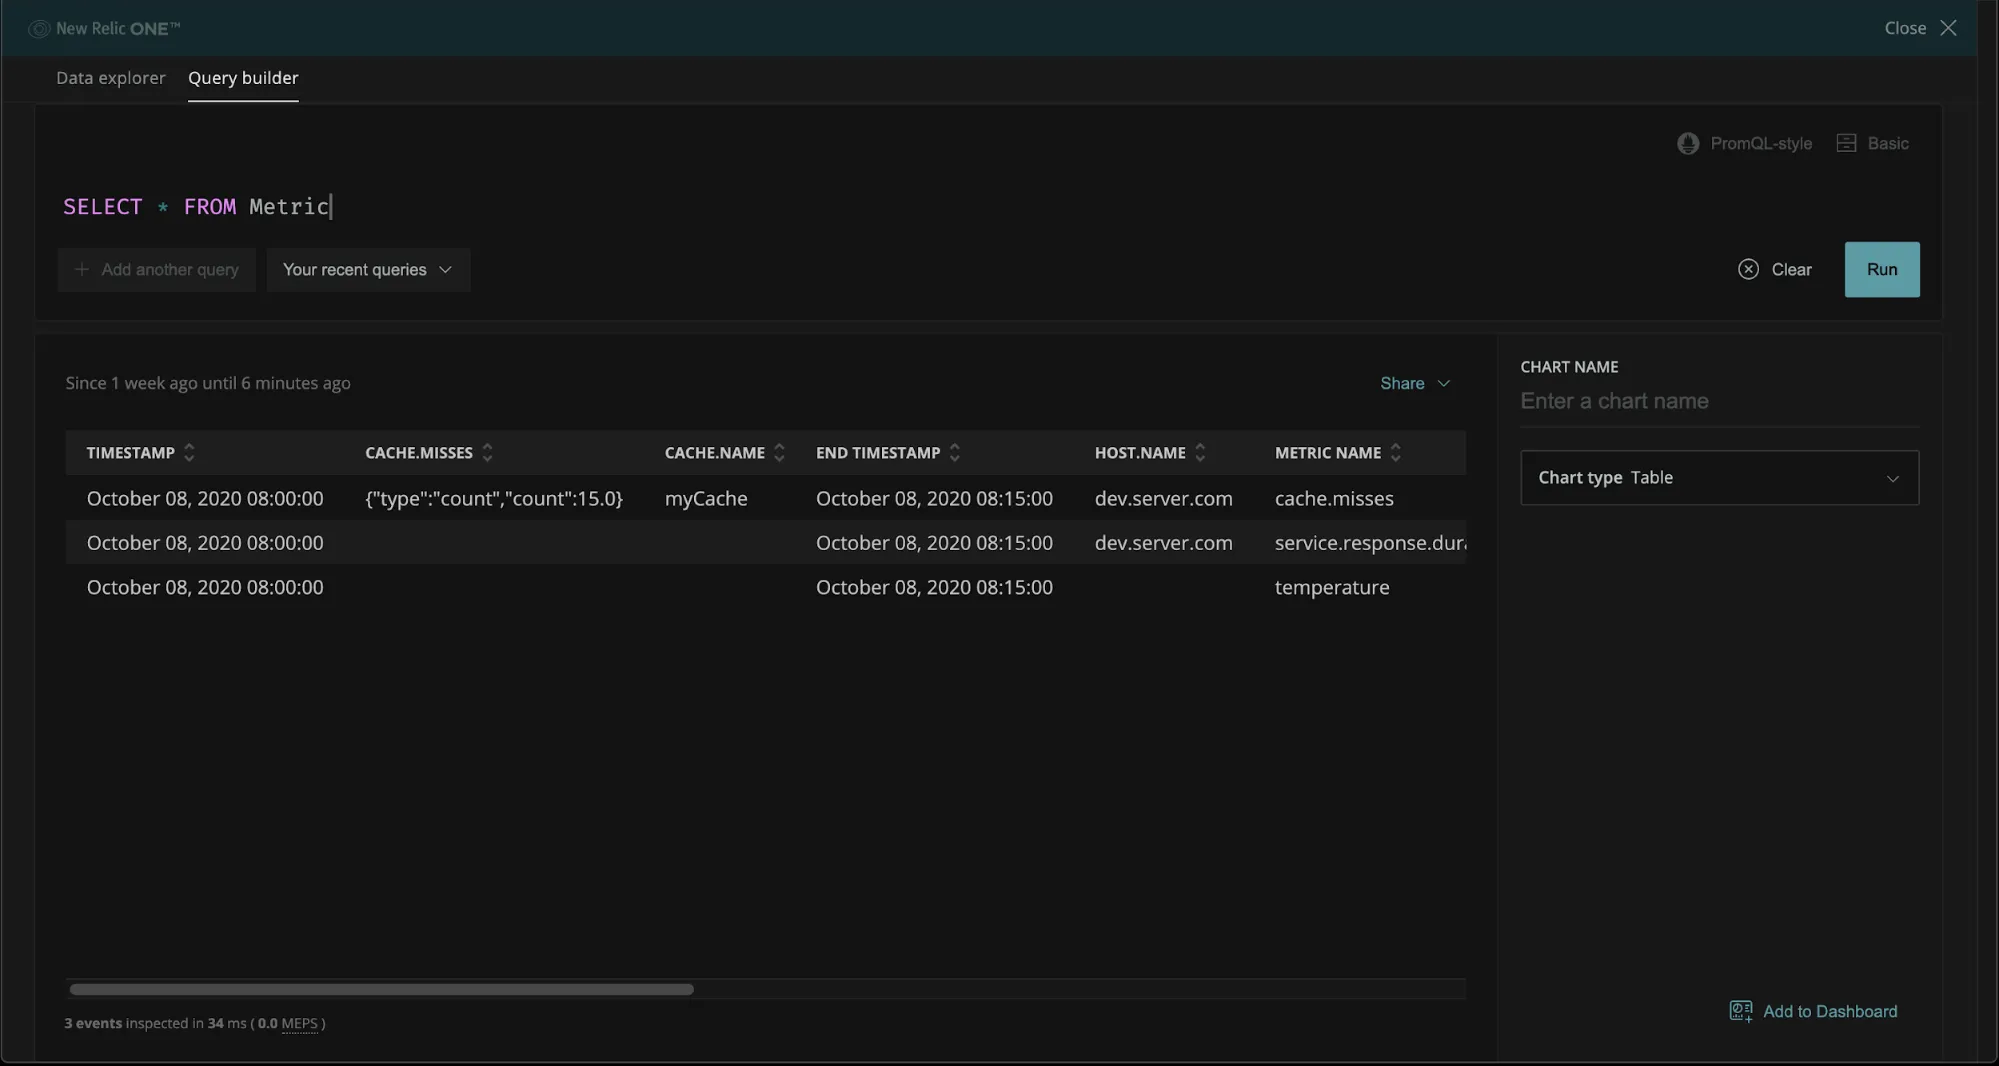 New Relic ONE™
Close
Data explorer Query builder
PromQL-style Basic
SELECT * FROM Metric
+ Add another query Your recent queries Clear Run
Since 1 week ago until 6 minutes ago Share
CHART NAME
Enter a chart name
Chart type Table
TIMESTAMP CACHE.MISSES CACHE.NAME END TIMESTAMP HOST.NAME METRIC NAME
October 08, 2020 08:00:00 {"type":"count","count":15.0} myCache October 08, 2020 08:15:00 dev.server.com cache.misses
October 08, 2020 08:00:00 October 08, 2020 08:15:00 dev.server.com service.response.dura
October 08, 2020 08:00:00 October 08, 2020 08:15:00 temperature
3 events inspected in 34 ms ( 0.0 MEPS )
Add to Dashboard